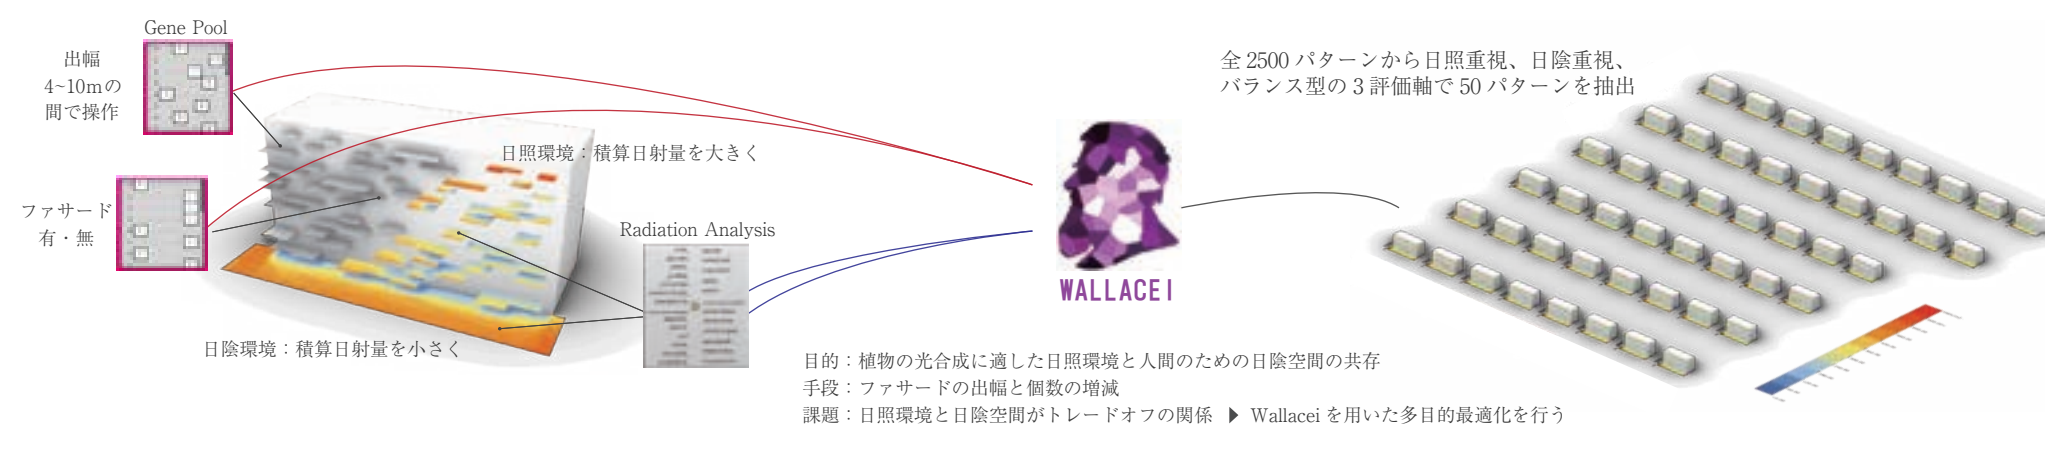 Gene Pool
出幅
4~10mの
間で操作
ファサード
有・無
日照環境：積算日射量を大きく
Radiation Analysis
日陰環境：積算日射量を小さく
WALLACEI
全 2500 パターンから日照重視、日陰重視、
バランス型の 3 評価軸で 50 パターンを抽出
目的：植物の光合成に適した日照環境と人間のための日陰空間の共存
手段：ファサードの出幅と個数の増減
課題：日照環境と日陰空間がトレードオフの関係 ▶ Wallacei を用いた多目的最適化を行う